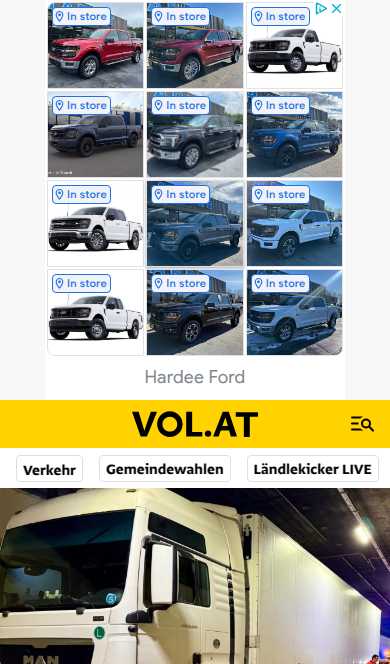 In store In store In store
In store In store In store
In store In store In store
In store In store In store
Hardee Ford
VOL.AT
Verkehr Gemeindewahlen Ländlekicker LIVE
L
MAN